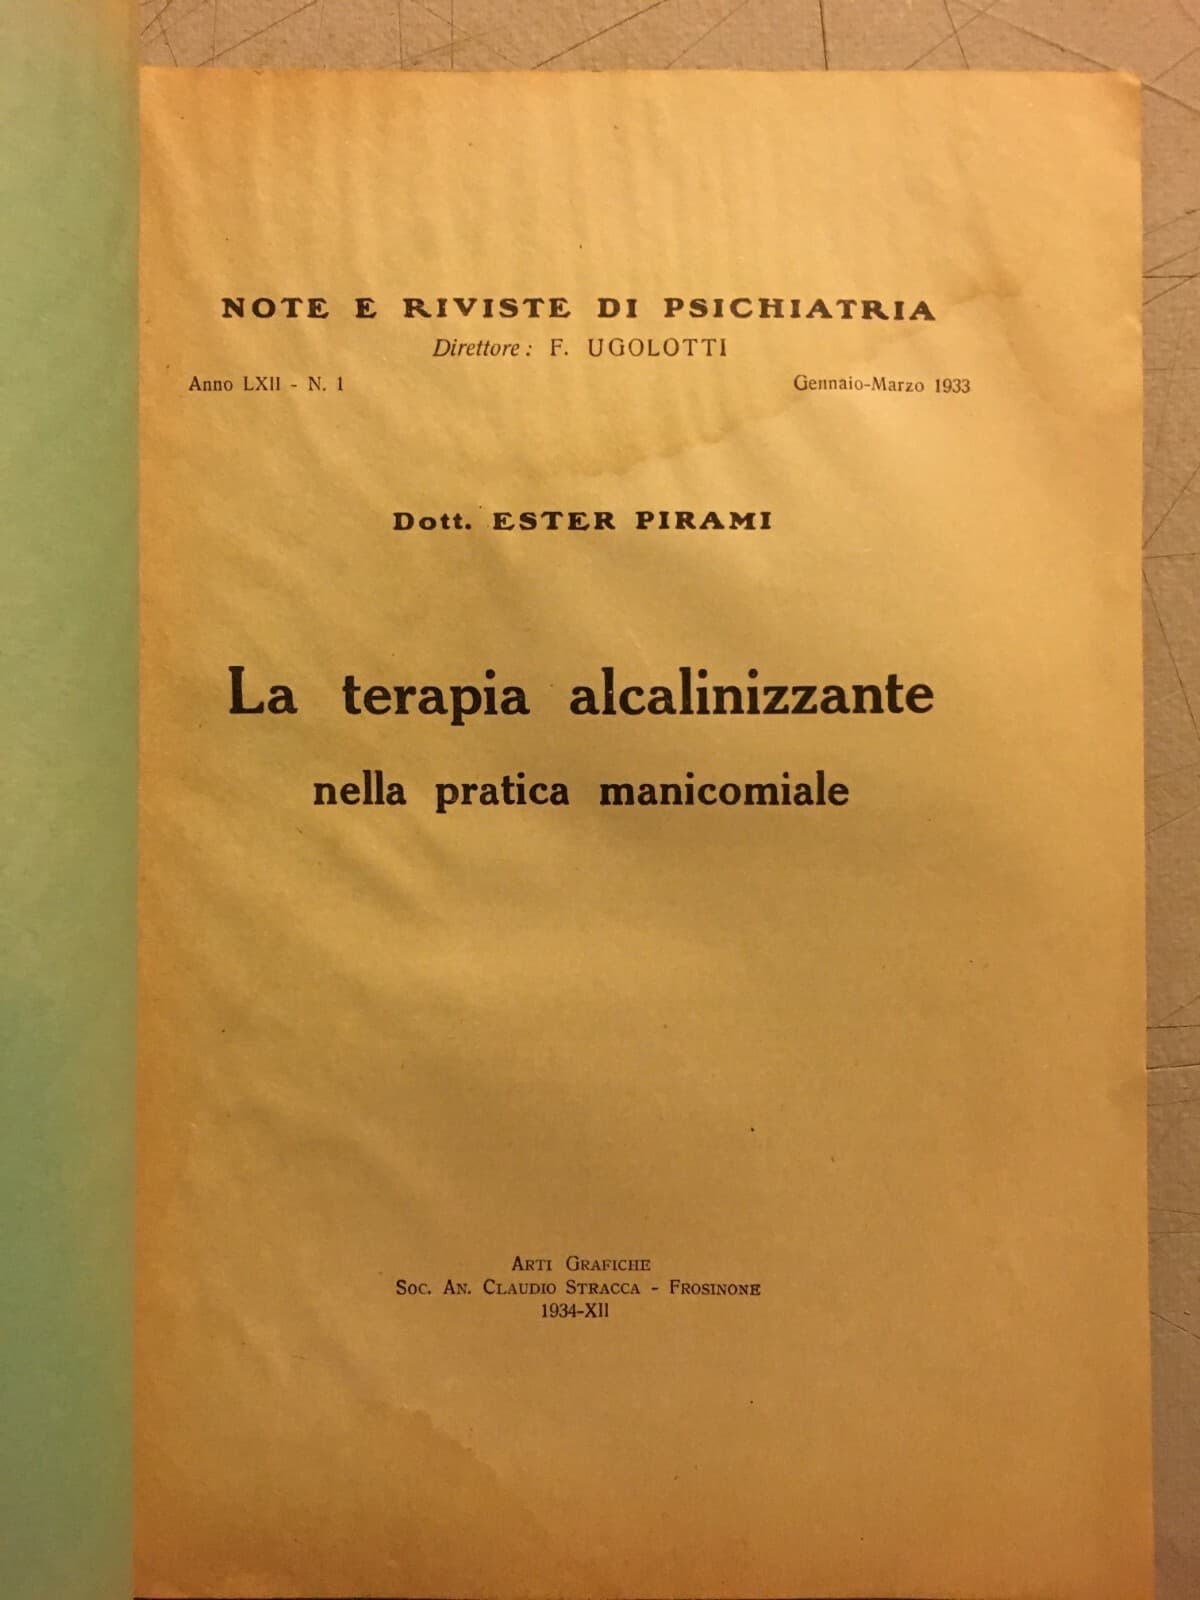 NOTE E RIVISTE DI PSICHIATRIA
Direttore: F. UGOLOTTI
Anno LXII - N. 1 Gennaio-Marzo 1933
Dott. ESTER PIRAMI
La terapia alcalinizzante
nella pratica manicomiale
ARTI GRAFICHE
SOC. AN. CLAUDIO STRACCA - FROSINONE
1934-XII